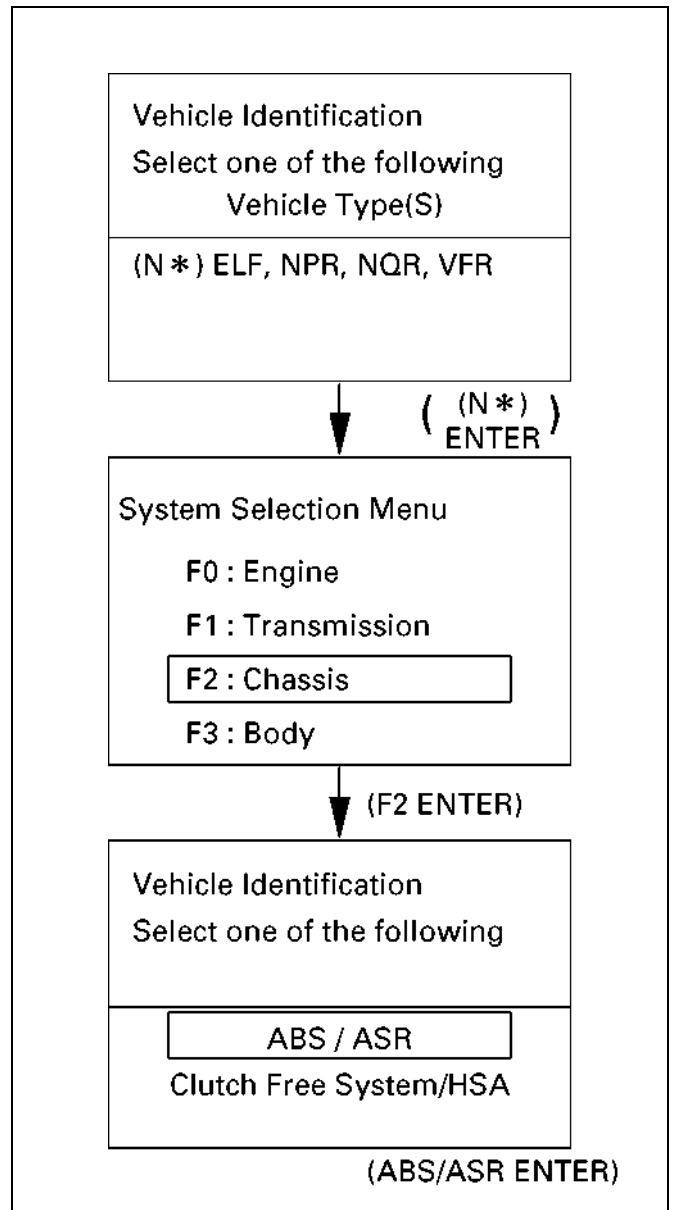 Vehicle Identification
Select one of the following
Vehicle Type(S)
(N*) ELF, NPR, NQR, VFR
( (N*) )
ENTER
System Selection Menu
F0 : Engine
F1 : Transmission
F2 : Chassis
F3 : Body
(F2 ENTER)
Vehicle Identification
Select one of the following
ABS / ASR
Clutch Free System/HSA
(ABS/ASR ENTER)